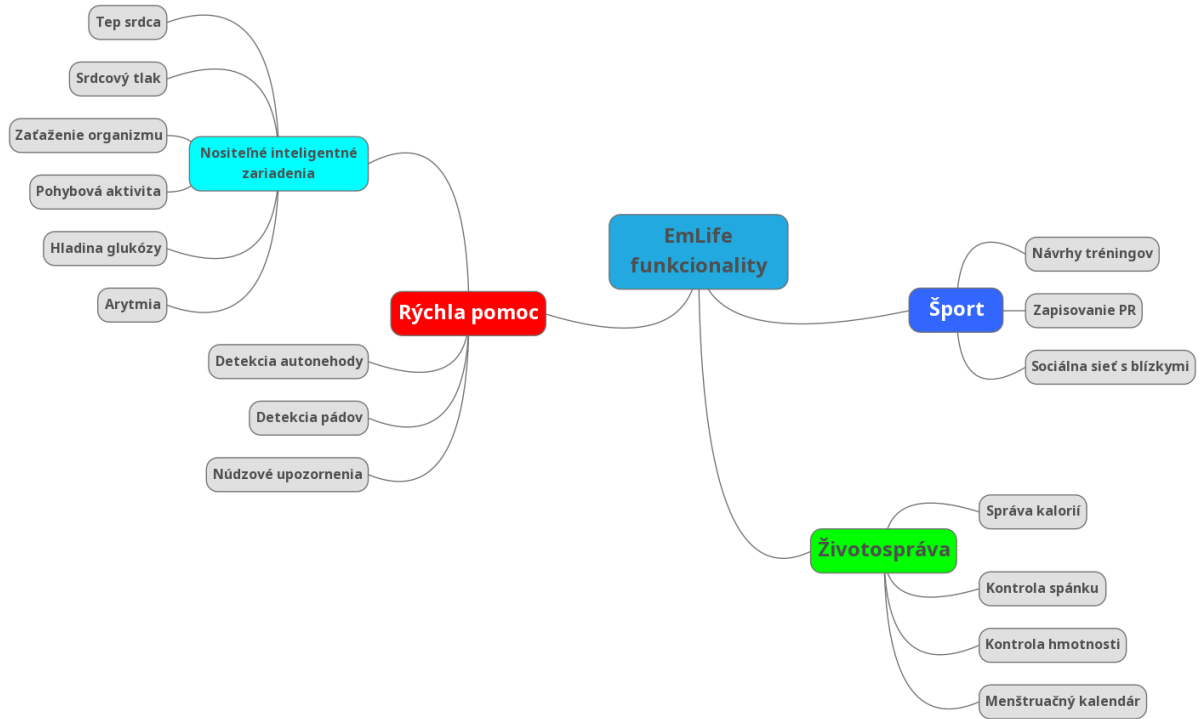 EmLife
funkcionality
Rýchla pomoc
Nositeľné inteligentné
zariadenia
Tep srdca
Srdcový tlak
Zaťaženie organizmu
Pohybová aktivita
Hladina glukózy
Arytmia
Detekcia autonehody
Detekcia pádov
Núdzové upozornenia
Šport
Návrhy tréningov
Zapisovanie PR
Sociálna sieť s blízkymi
Životospráva
Správa kalorií
Kontrola spánku
Kontrola hmotnosti
Menštruačný kalendár